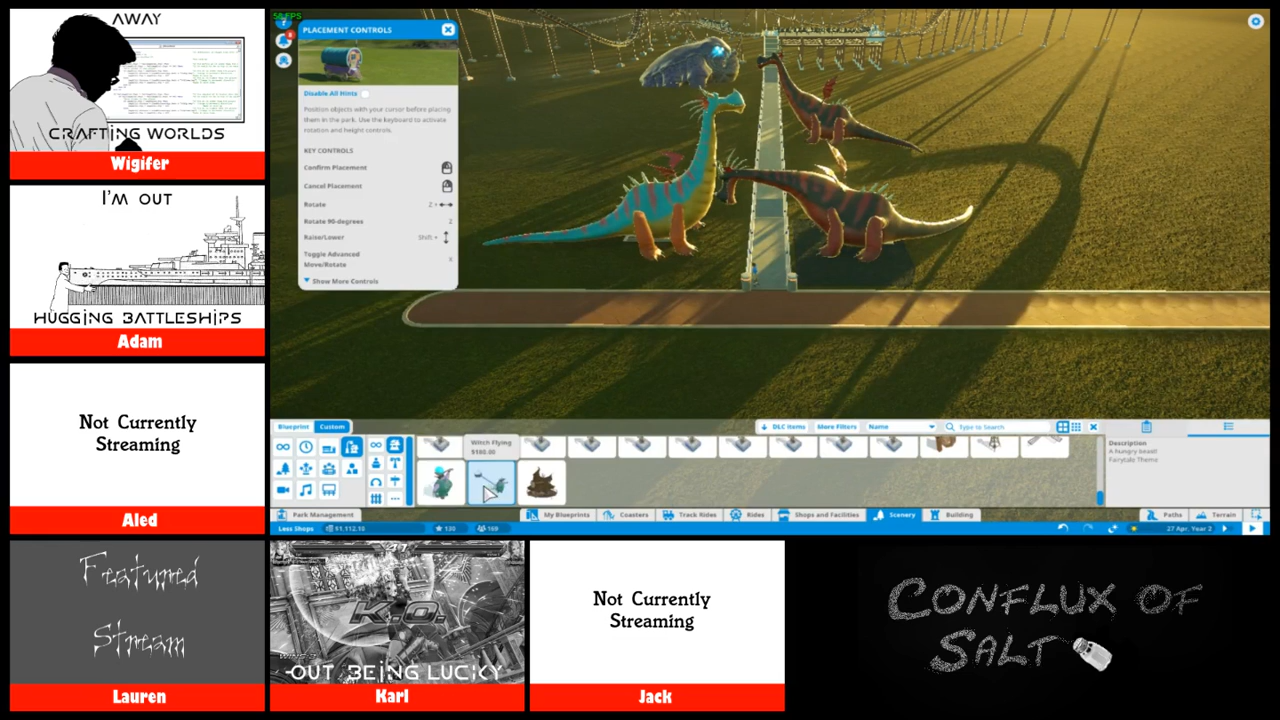 AWAY
CRAFTING WORLDS
Wigifer
I'M OUT
HUGGING BATTLESHIPS
Adam
Not Currently
Streaming
Aled
Featured
Stream
Lauren
K.O.
OUT BEING LUCKY
Karl
Not Currently
Streaming
Jack
CONFLUX OF
SALT
PLACEMENT CONTROLS
Disable All Hints
Position objects with your cursor before placing
them in the park. Use the keyboard to activate
rotation and height controls.
KEY CONTROLS
Confirm Placement
Cancel Placement
Rotate Z +
Rotate 90-degrees Z
Raise/Lower Shift +
Toggle Advanced
Move/Rotate X
Show More Controls
Blueprint Custom
DLC Items More Filters Name Type to Search
Witch Flying
$160.00
Description
A hungry beast!
Fairytale Theme
Park Management My Blueprints Coasters Track Rides Rides Shops and Facilities Scenery Building Paths Terrain
Less Shops 120 169 27 Apr, Year 2